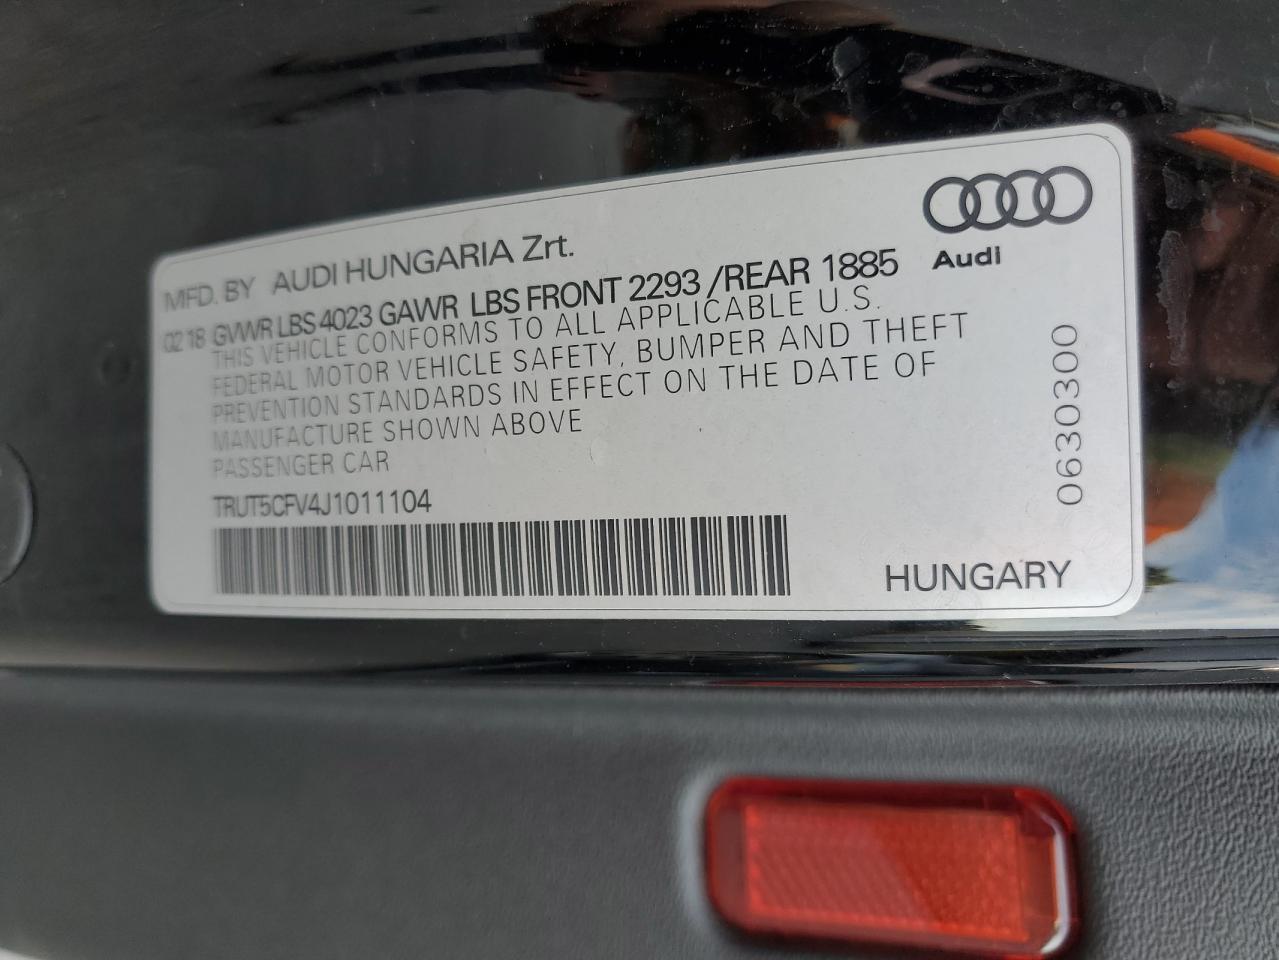 MFD. BY AUDI HUNGARIA Zrt.
02 18 GVWR LBS 4023 GAWR LBS FRONT 2293 /REAR 1885
THIS VEHICLE CONFORMS TO ALL APPLICABLE U.S.
FEDERAL MOTOR VEHICLE SAFETY, BUMPER AND THEFT
PREVENTION STANDARDS IN EFFECT ON THE DATE OF
MANUFACTURE SHOWN ABOVE
PASSENGER CAR
TRUT5CFV4J1011104
Audi
0630300
HUNGARY